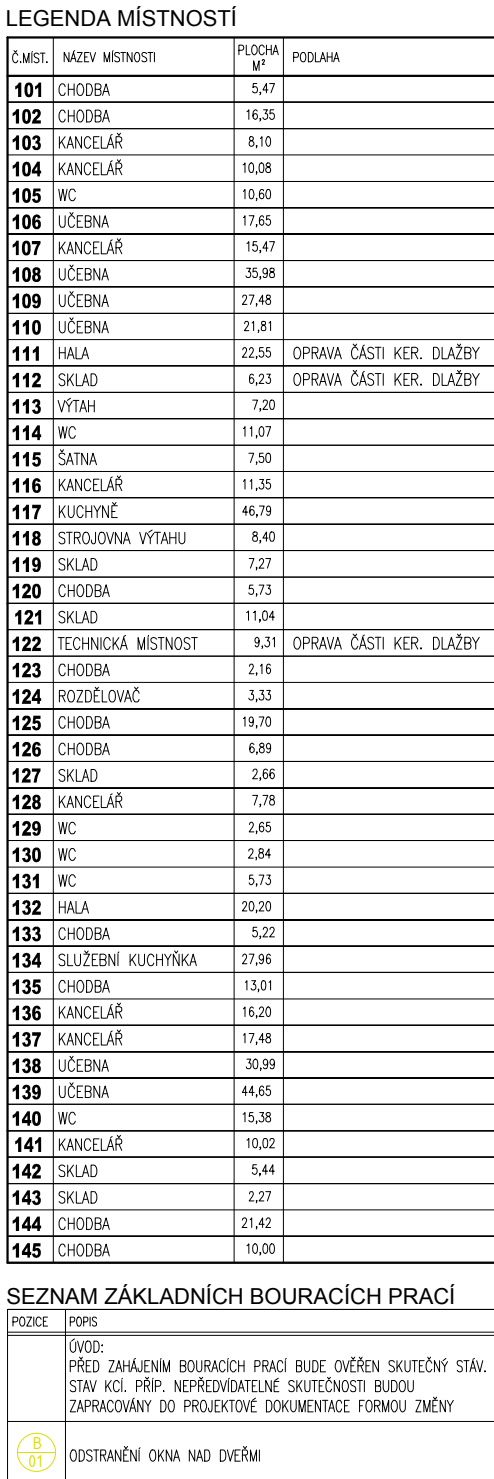 LEGENDA MÍSTNOSTÍ
Č.MÍST. NÁZEV MÍSTNOSTI PLOCHA M² PODLAHA
101 CHODBA 5,47
102 CHODBA 16,35
103 KANCELÁŘ 8,10
104 KANCELÁŘ 10,08
105 WC 10,60
106 UČEBNA 17,65
107 KANCELÁŘ 15,47
108 UČEBNA 35,98
109 UČEBNA 27,48
110 UČEBNA 21,81
111 HALA 22,55 OPRAVA ČÁSTI KER. DLAŽBY
112 SKLAD 6,23 OPRAVA ČÁSTI KER. DLAŽBY
113 VÝTAH 7,20
114 WC 11,07
115 ŠATNA 7,50
116 KANCELÁŘ 11,35
117 KUCHYNĚ 46,79
118 STROJOVNA VÝTAHU 8,40
119 SKLAD 7,27
120 CHODBA 5,73
121 SKLAD 11,04
122 TECHNICKÁ MÍSTNOST 9,31 OPRAVA ČÁSTI KER. DLAŽBY
123 CHODBA 2,16
124 ROZDĚLOVAČ 3,33
125 CHODBA 19,70
126 CHODBA 6,89
127 SKLAD 2,66
128 KANCELÁŘ 7,78
129 WC 2,65
130 WC 2,84
131 WC 5,73
132 HALA 20,20
133 CHODBA 5,22
134 SLUŽEBNÍ KUCHYŇKA 27,96
135 CHODBA 13,01
136 KANCELÁŘ 16,20
137 KANCELÁŘ 17,48
138 UČEBNA 30,99
139 UČEBNA 44,65
140 WC 15,38
141 KANCELÁŘ 10,02
142 SKLAD 5,44
143 SKLAD 2,27
144 CHODBA 21,42
145 CHODBA 10,00
SEZNAM ZÁKLADNÍCH BOURACÍCH PRACÍ
POZICE POPIS
ÚVOD:
PŘED ZAHÁJENÍM BOURACÍCH PRACÍ BUDE OVĚŘEN SKUTEČNÝ STÁV.
STAV KCÍ. PŘÍP. NEPŘEDVÍDATELNÉ SKUTEČNOSTI BUDOU
ZAPRACOVÁNY DO PROJEKTOVÉ DOKUMENTACE FORMOU ZMĚNY
B
01 ODSTRANĚNÍ OKNA NAD DVEŘMI